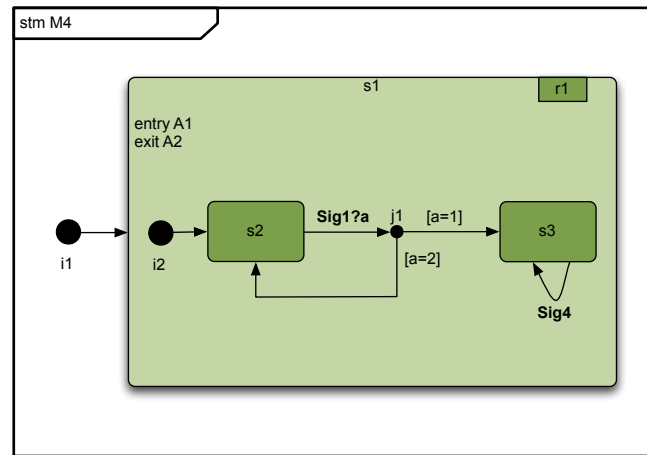 stm M4
s1
r1
entry A1
exit A2
Sig1?a
j1
[a=1]
s2
s3
i1
i2
[a=2]
Sig4